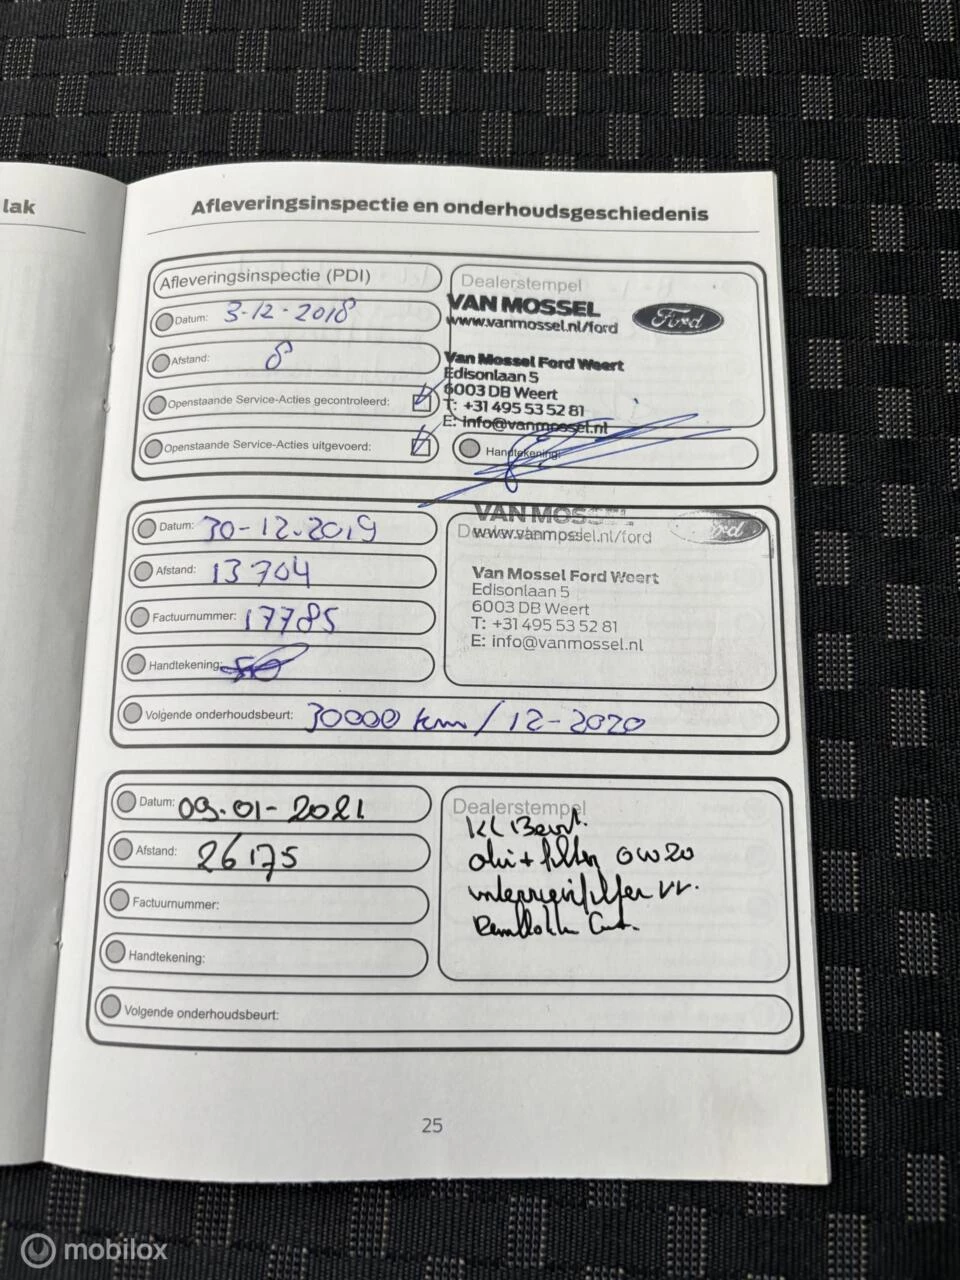 lak
Afleveringsinspectie en onderhoudsgeschiedenis
Afleveringsinspectie (PDI)
Datum: 3-12-2018
Afstand: 8
Openstaande Service-Acties gecontroleerd:
Openstaande Service-Acties uitgevoerd:
Dealerstempel
VAN MOSSEL
www.vanmossel.nl/ford
Ford
Van Mossel Ford Weert
Edisonlaan 5
6003 DB Weert
T: +31 495 53 52 81
E: info@vanmossel.nl
Handtekening:
Datum: 30-12-2019
Afstand: 13704
Factuurnummer: 17785
Handtekening:
Volgende onderhoudsbeurt: 30000 km / 12-2020
VAN MOSSEL
www.vanmossel.nl/ford
Ford
Van Mossel Ford Weert
Edisonlaan 5
6003 DB Weert
T: +31 495 53 52 81
E: info@vanmossel.nl
Datum: 09-01-2021
Afstand: 26175
Factuurnummer:
Handtekening:
Volgende onderhoudsbeurt:
Dealerstempel
Kl Beurt.
olie + filter 0W20
interieurfilter vv.
25
mobilox